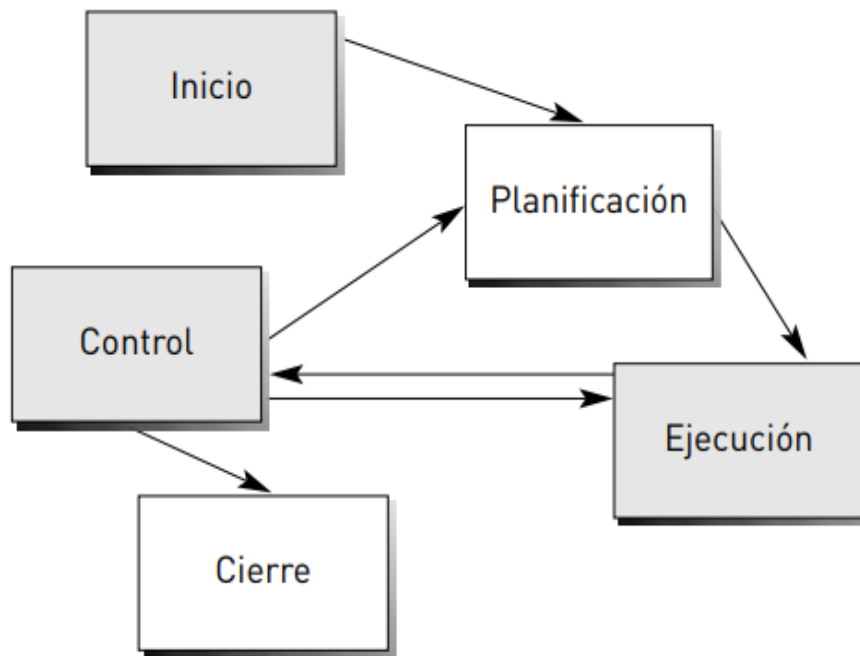 Inicio
Planificación
Control
Ejecución
Cierre